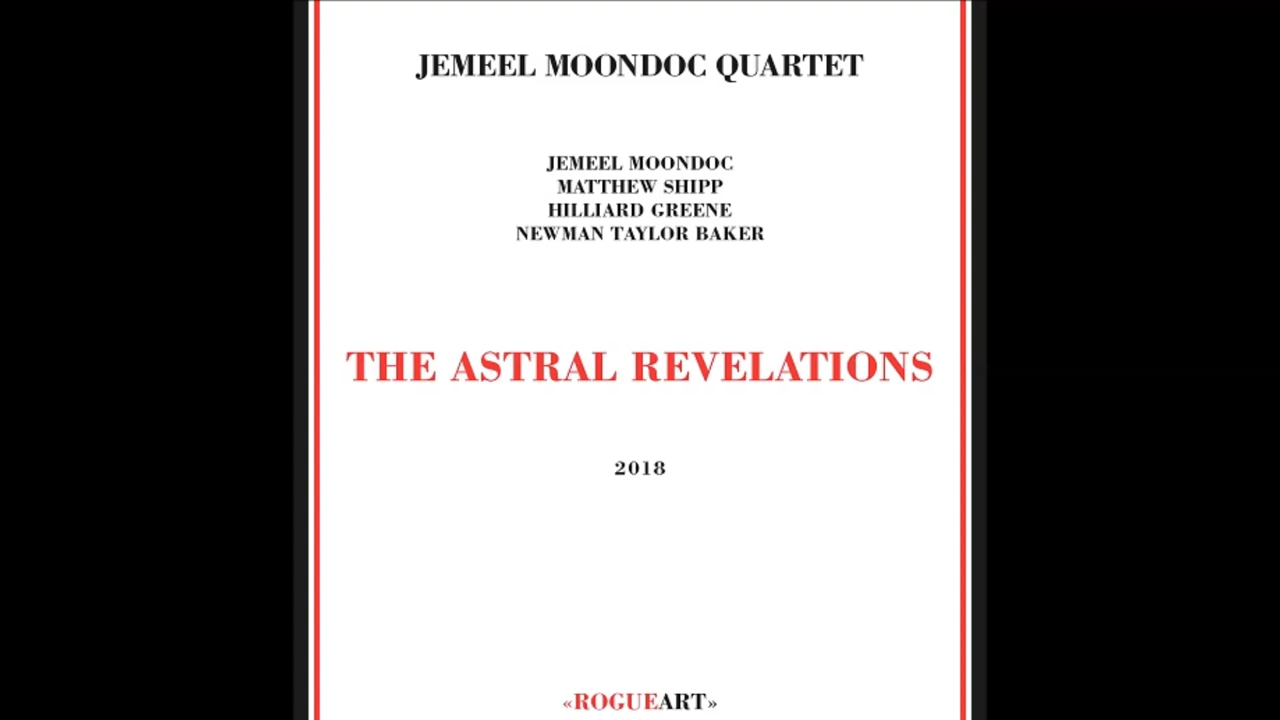 JEMEEL MOONDOC QUARTET
JEMEEL MOONDOC
MATTHEW SHIPP
HILLIARD GREENE
NEWMAN TAYLOR BAKER
THE ASTRAL REVELATIONS
2018
«ROGUEART»